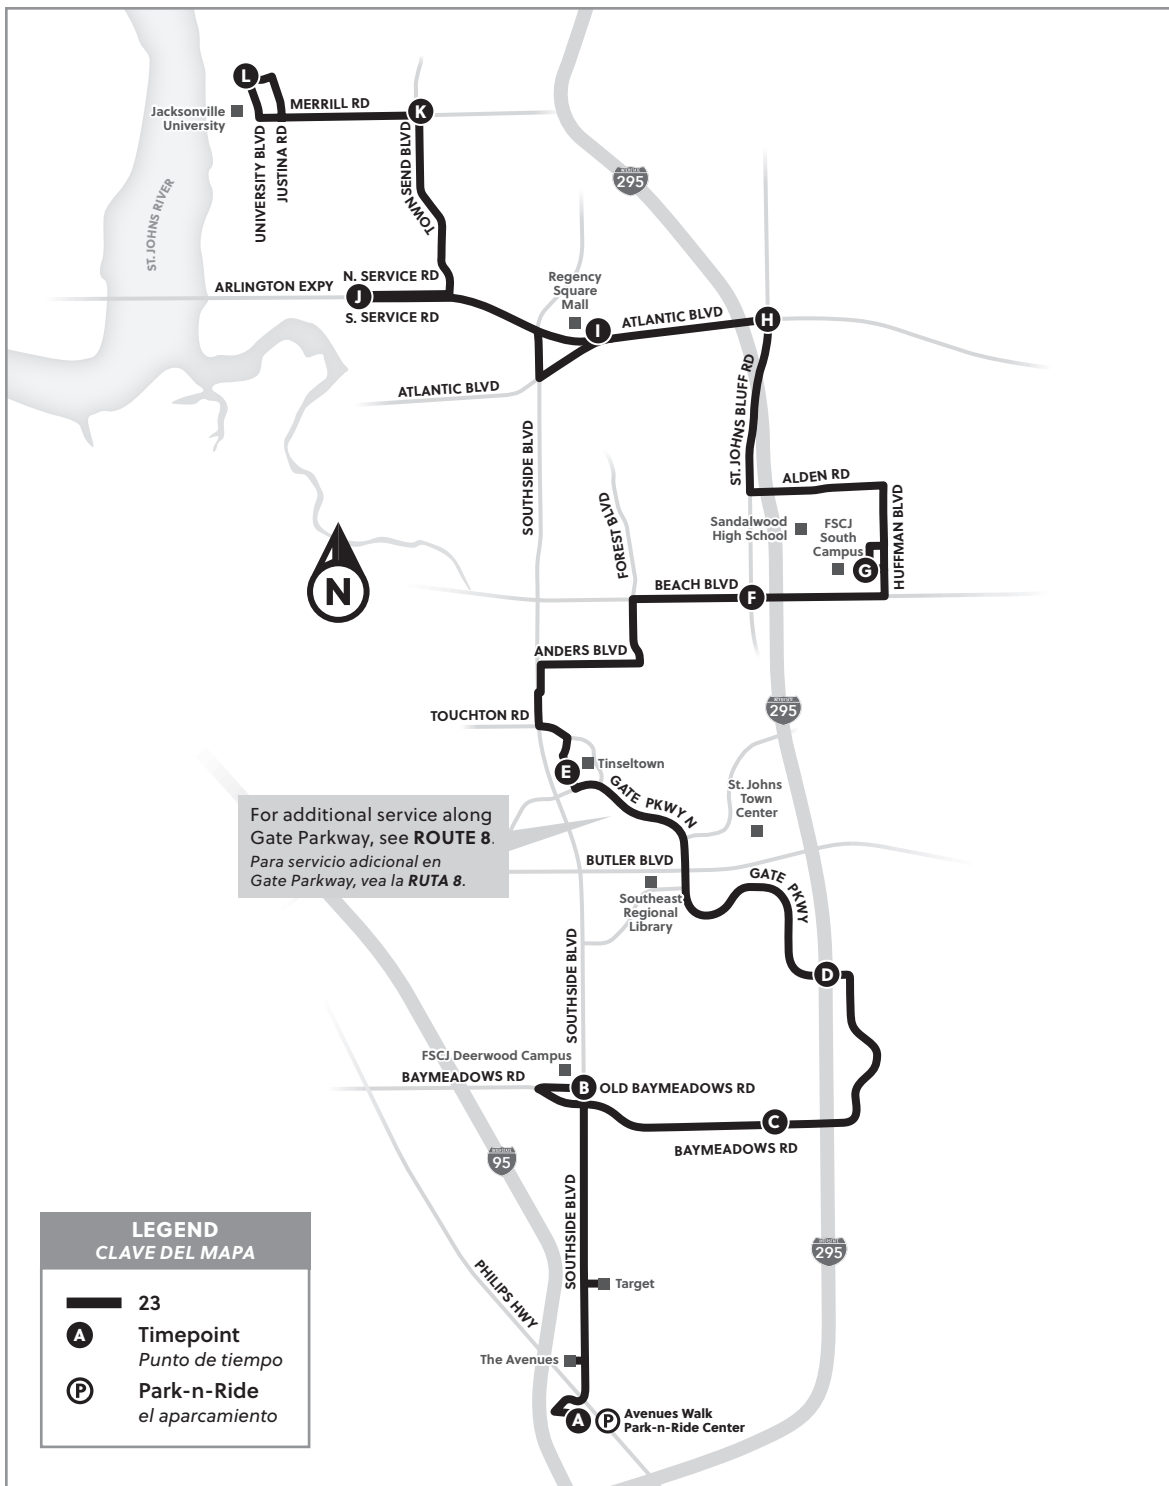 L
Jacksonville
University
MERRILL RD
K
UNIVERSITY BLVD
JUSTINA RD
TOWNSEND BLVD
ST. JOHNS RIVER
295
ARLINGTON EXPY
N. SERVICE RD
J
S. SERVICE RD
Regency
Square
Mall
I
ATLANTIC BLVD
H
ATLANTIC BLVD
ST. JOHNS BLUFF RD
SOUTHSIDE BLVD
FOREST BLVD
ALDEN RD
Sandalwood
High School
FSCJ
South
Campus
G
HUFFMAN BLVD
N
BEACH BLVD
F
ANDERS BLVD
TOUCHTON RD
295
E
Tinseltown
GATE PKWY N
St. Johns
Town
Center
For additional service along
Gate Parkway, see ROUTE 8.
Para servicio adicional en
Gate Parkway, vea la RUTA 8.
BUTLER BLVD
Southeast
Regional
Library
GATE PKWY
D
SOUTHSIDE BLVD
FSCJ Deerwood Campus
BAYMEADOWS RD
B
OLD BAYMEADOWS RD
C
BAYMEADOWS RD
95
SOUTHSIDE BLVD
295
PHILIPS HWY
Target
The Avenues
A
P
Avenues Walk
Park-n-Ride Center
LEGEND
CLAVE DEL MAPA
23
A
Timepoint
Punto de tiempo
P
Park-n-Ride
el aparcamiento